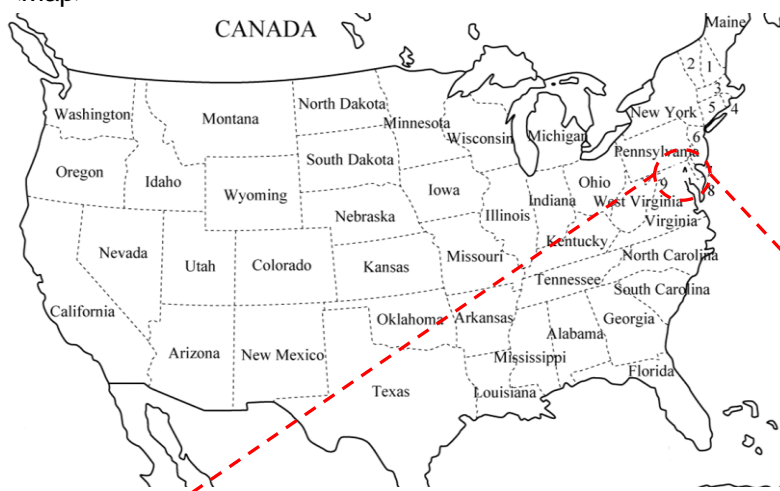 CANADA
Maine
2
1
3
5
4
Washington
Montana
North Dakota
Minnesota
Wisconsin
Michigan
New York
6
Oregon
Idaho
South Dakota
Pennsylvania
Wyoming
Iowa
Ohio
9
8
Illinois
Indiana
West Virginia
Virginia
Nebraska
Nevada
Utah
Colorado
Kansas
Missouri
Kentucky
North Carolina
Tennessee
South Carolina
California
Oklahoma
Arkansas
Georgia
Alabama
Arizona
New Mexico
Mississippi
Florida
Texas
Louisiana